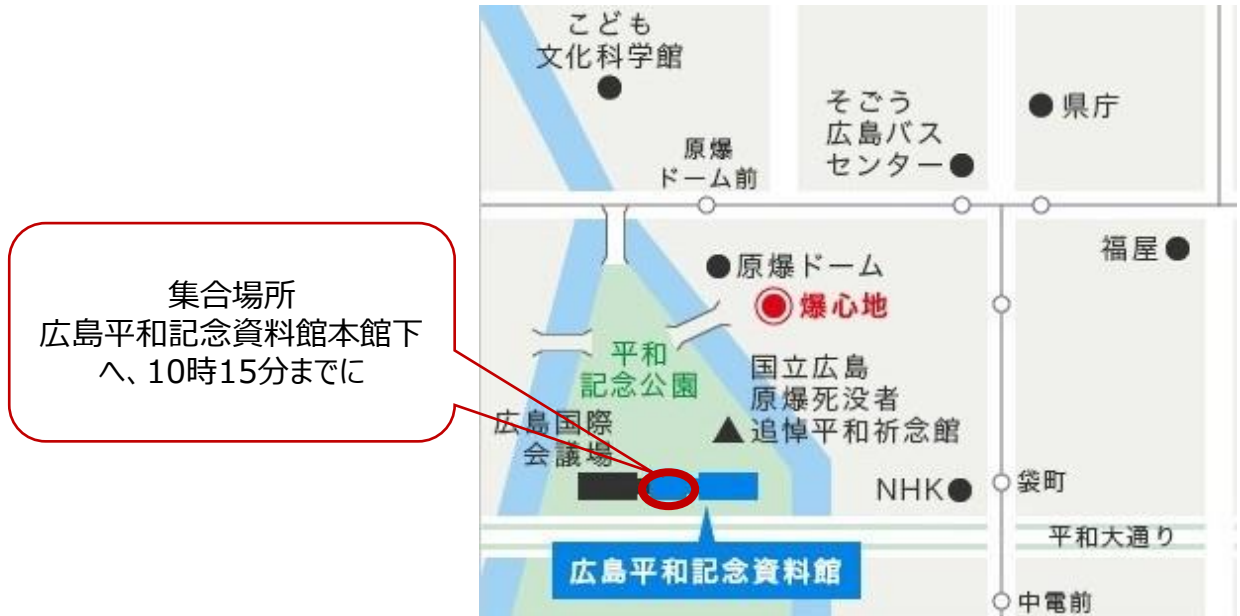 こども
文化科学館
そごう
広島バス
センター
県庁
原爆
ドーム前
福屋
原爆ドーム
爆心地
集合場所
広島平和記念資料館本館下
へ、10時15分までに
平和
記念公園
国立広島
原爆死没者
追悼平和祈念館
広島国際
会議場
NHK
袋町
平和大通り
広島平和記念資料館
中電前